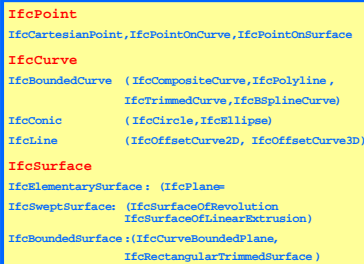 IfcPoint
IfcCartesianPoint,IfcPointOnCurve,IfcPointOnSurface
IfcCurve
IfcBoundedCurve (IfcCompositeCurve,IfcPolyline,
IfcTrimmedCurve,IfcBSplineCurve)
IfcConic (IfcCircle,IfcEllipse)
IfcLine (IfcOffsetCurve2D, IfcOffsetCurve3D)
IfcSurface
IfcElementarySurface: (IfcPlane=
IfcSweptSurface: (IfcSurfaceOfRevolution
IfcSurfaceOfLinearExtrusion)
IfcBoundedSurface:(IfcCurveBoundedPlane,
IfcRectangularTrimmedSurface)